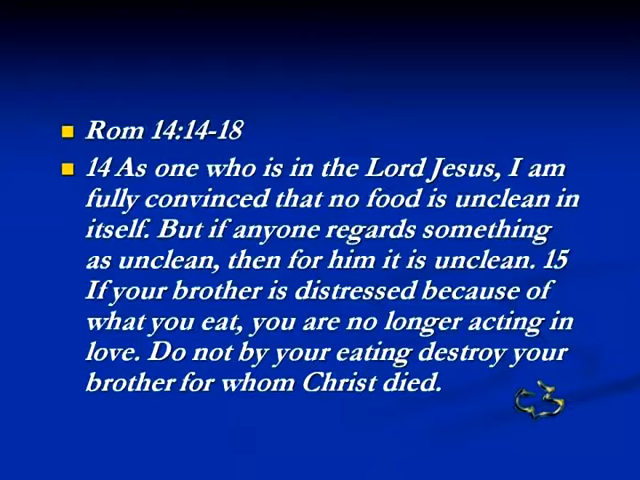 Rom 14:14-18
14 As one who is in the Lord Jesus, I am
fully convinced that no food is unclean in
itself. But if anyone regards something
as unclean, then for him it is unclean. 15
If your brother is distressed because of
what you eat, you are no longer acting in
love. Do not by your eating destroy your
brother for whom Christ died.